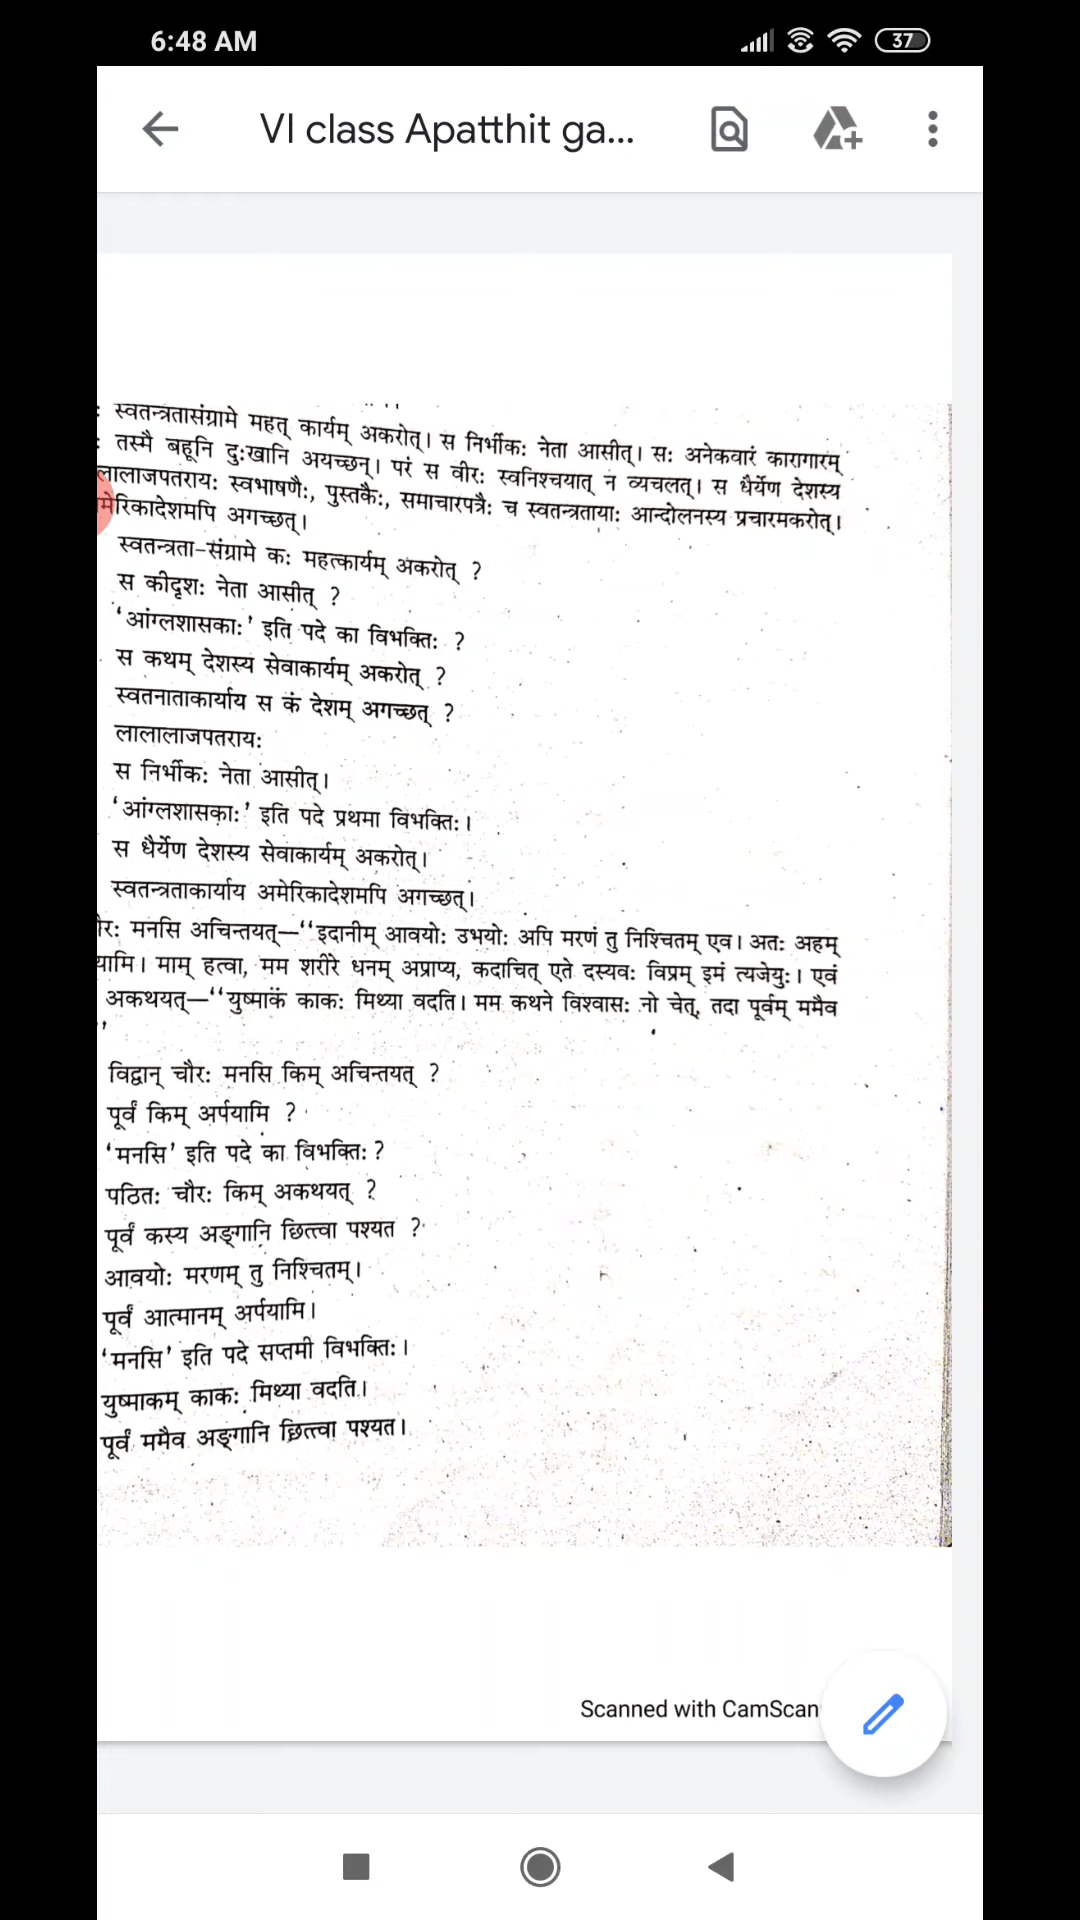 6:48 AM
37
VI class Apatthit ga...
: स्वतन्त्रतासंग्रामे महत् कार्यम् अकरोत्। स निर्भीकः नेता आसीत्। सः अनेकवारं कारागारम्
: तस्मै बहूनि दुःखानि अयच्छन्। परं स वीरः स्वनिश्चयात् न व्यचलत्। स धैर्येण देशस्य
लालाजपतरायः स्वभाषणैः, पुस्तकैः, समाचारपत्रैः च स्वतन्त्रतायाः आन्दोलनस्य प्रचारमकरोत्।
मेरिकादेशमपि अगच्छत्।
स्वतन्त्रता-संग्रामे कः महत्कार्यम् अकरोत् ?
स कीदृशः नेता आसीत् ?
'आंग्लशासकाः' इति पदे का विभक्तिः ?
स कथम् देशस्य सेवाकार्यम् अकरोत् ?
स्वतनाताकार्याय स कं देशम् अगच्छत् ?
लालालाजपतरायः
स निर्भीकः नेता आसीत्।
'आंग्लशासकाः' इति पदे प्रथमा विभक्तिः।
स धैर्येण देशस्य सेवाकार्यम् अकरोत्।
स्वतन्त्रताकार्याय अमेरिकादेशमपि अगच्छत्।
रः मनसि अचिन्तयत्—“इदानीम् आवयोः उभयोः अपि मरणं तु निश्चितम् एव। अतः अहम्
यामि। माम् हत्वा, मम शरीरे धनम् अप्राप्य, कदाचित् एते दस्यवः विप्रम् इमं त्यजेयुः। एवं
अकथयत्—“युष्माकं काकः मिथ्या वदति। मम कथने विश्वासः नो चेत्, तदा पूर्वम् ममैव
”
विद्वान् चौरः मनसि किम् अचिन्तयत् ?
पूर्वं किम् अर्पयामि ?
'मनसि' इति पदे का विभक्तिः ?
पठितः चौरः किम् अकथयत् ?
पूर्वं कस्य अङ्गानि छित्त्वा पश्यत ?
आवयोः मरणम् तु निश्चितम्।
पूर्वं आत्मानम् अर्पयामि।
'मनसि' इति पदे सप्तमी विभक्तिः।
युष्माकम् काकः मिथ्या वदति।
पूर्वं ममैव अङ्गानि छित्त्वा पश्यत।
Scanned with CamScan